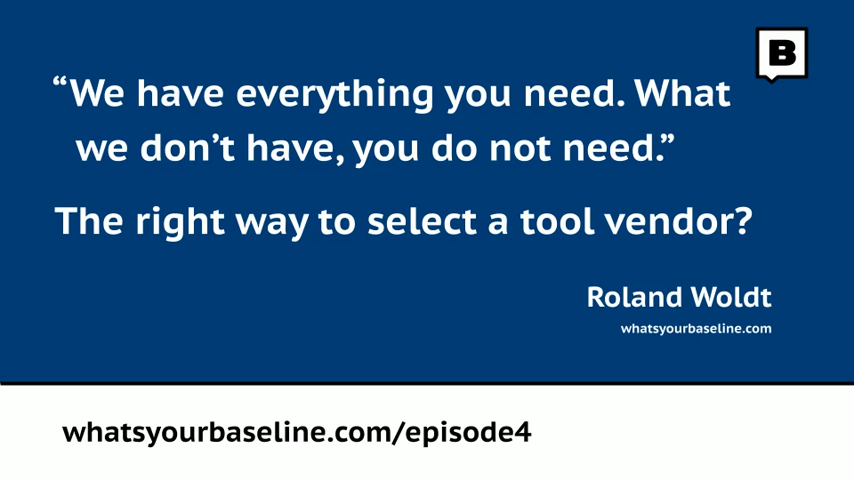 B
“We have everything you need. What
we don’t have, you do not need.”
The right way to select a tool vendor?
Roland Woldt
whatsyourbaseline.com
whatsyourbaseline.com/episode4